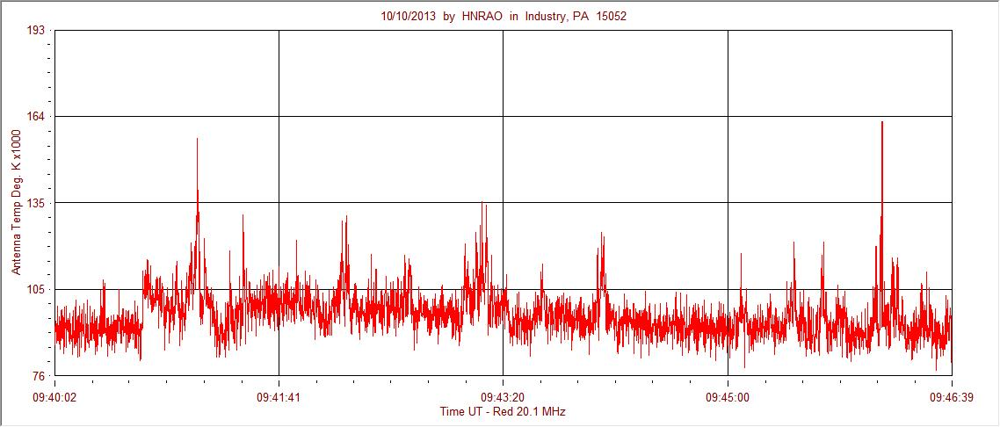 10/10/2013 by HNRAO in Industry, PA 15052
193
164
135
105
76
Antenna Temp Deg. K x1000
09:40:02 09:41:41 09:43:20 09:45:00 09:46:39
Time UT - Red 20.1 MHz